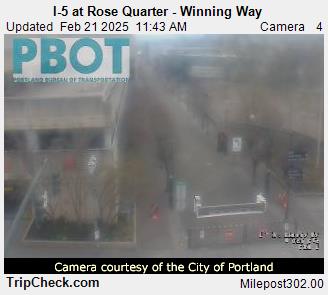 I-5 at Rose Quarter - Winning Way
Updated Feb 21 2025 11:43 AM Camera 4
PBOT
PORTLAND BUREAU OF TRANSPORTATION
Camera courtesy of the City of Portland
TripCheck.com Milepost302.00